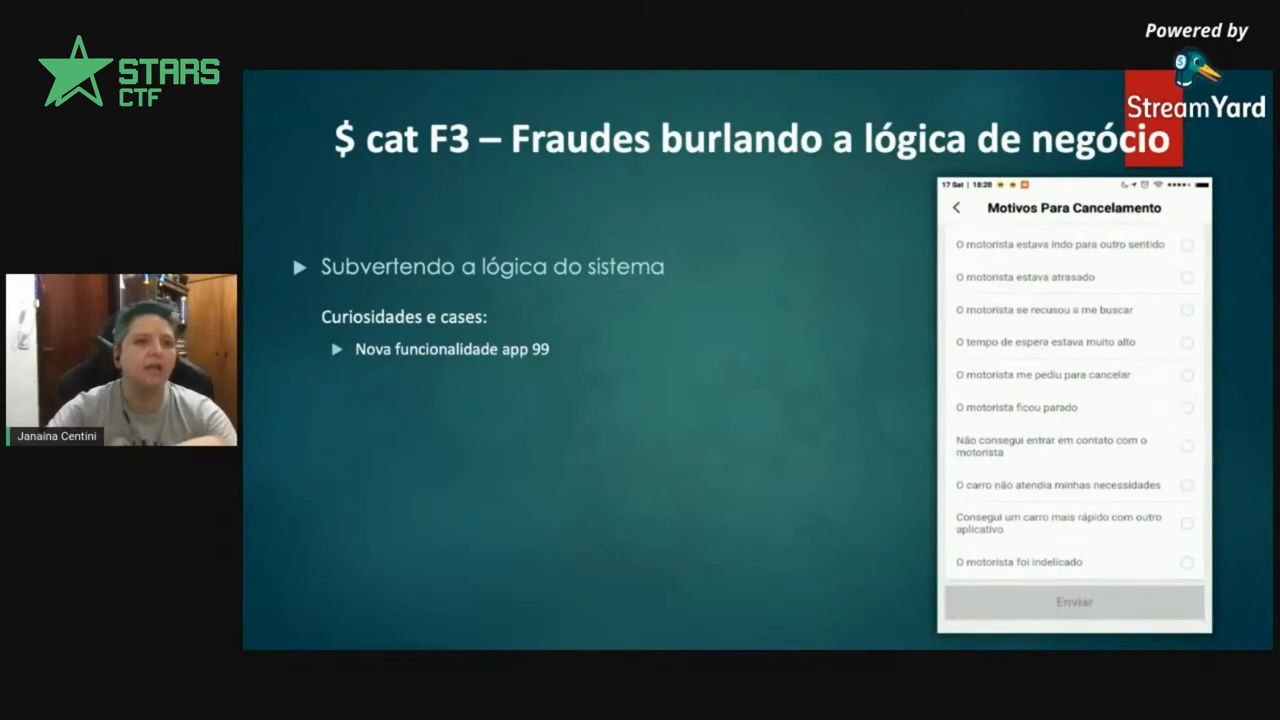 Powered by
StreamYard
STARS
CTF
$ cat F3 – Fraudes burlando a lógica de negócio
Subvertendo a lógica do sistema
Curiosidades e cases:
Nova funcionalidade app 99
17 Sat | 18:28
Motivos Para Cancelamento
O motorista estava indo para outro sentido
O motorista estava atrasado
O motorista se recusou a me buscar
O tempo de espera estava muito alto
O motorista me pediu para cancelar
O motorista ficou parado
Não consegui entrar em contato com o
motorista
O carro não atendia minhas necessidades
Consegui um carro mais rápido com outro
aplicativo
O motorista foi indelicado
Enviar
Janaina Centini